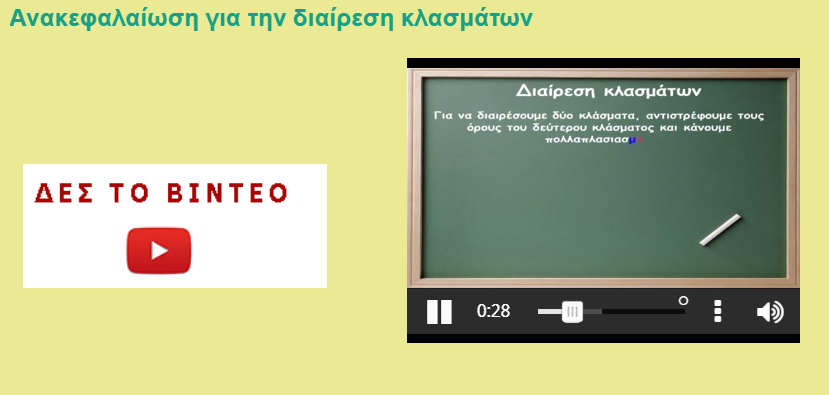 Ανακεφαλαίωση για την διαίρεση κλασμάτων
Διαίρεση κλασμάτων
Για να διαιρέσουμε δύο κλάσματα, αντιστρέφουμε τους
όρους του δεύτερου κλάσματος και κάνουμε
πολλαπλασιασμ
ΔΕΣ ΤΟ ΒΙΝΤΕΟ
0:28